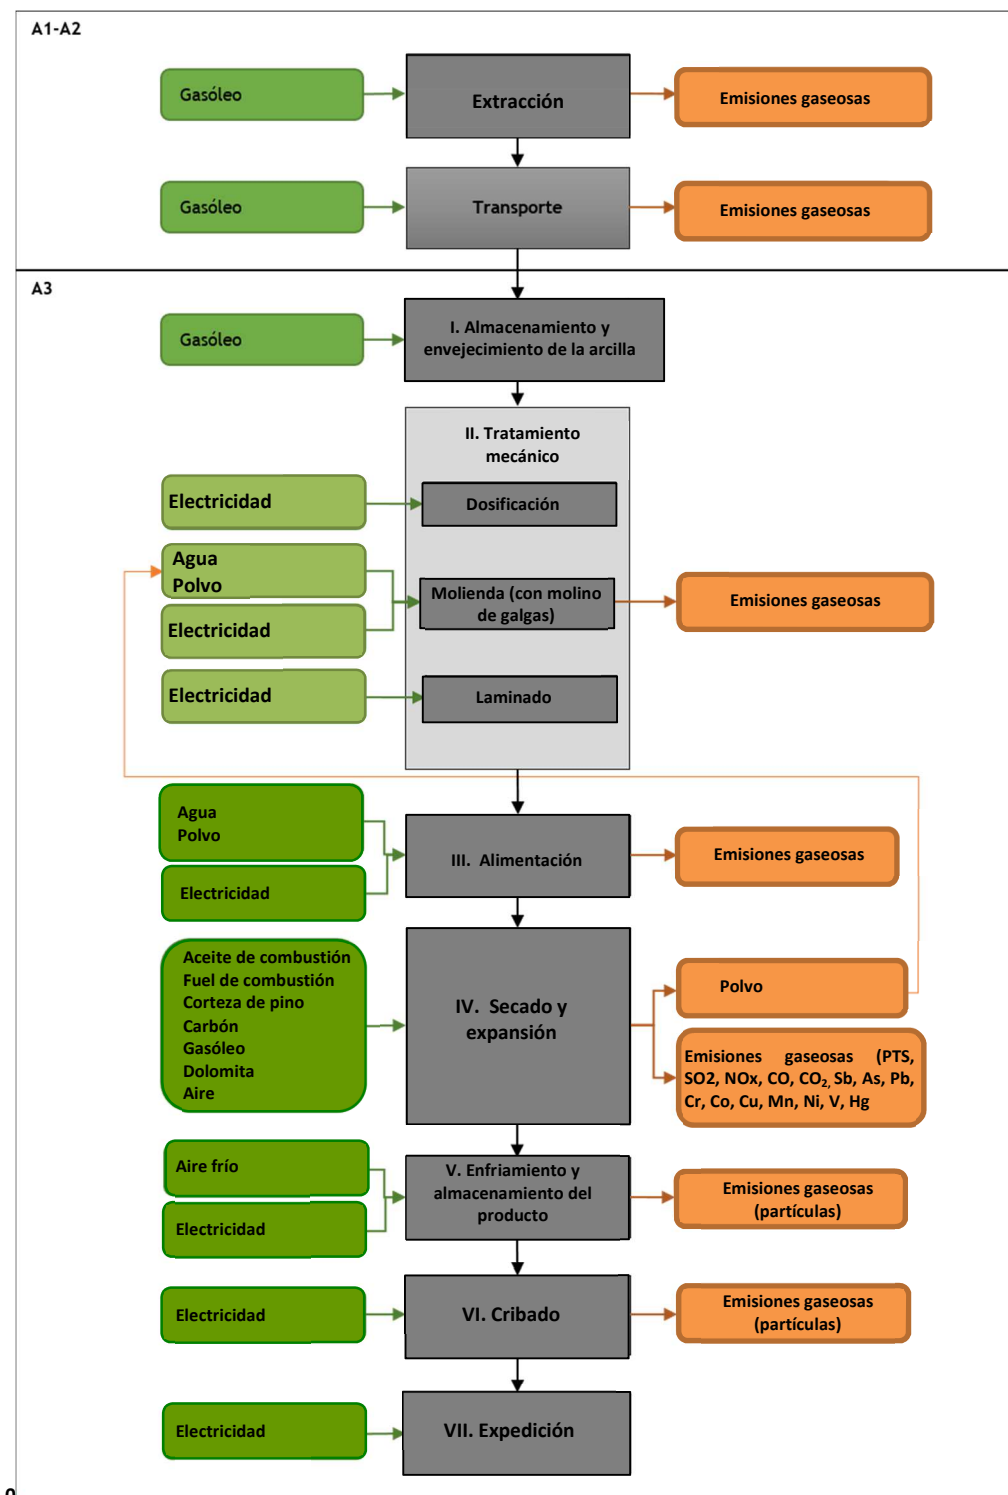 A1-A2
Gasóleo
Extracción
Emisiones gaseosas
Gasóleo
Transporte
Emisiones gaseosas
A3
Gasóleo
I. Almacenamiento y
envejecimiento de la arcilla
II. Tratamiento
mecánico
Electricidad
Dosificación
Agua
Polvo
Electricidad
Molienda (con molino
de galgas)
Emisiones gaseosas
Electricidad
Laminado
Agua
Polvo
Electricidad
III. Alimentación
Emisiones gaseosas
Aceite de combustión
Fuel de combustión
Corteza de pino
Carbón
Gasóleo
Dolomita
Aire
IV. Secado y
expansión
Polvo
Emisiones gaseosas (PTS,
SO2, NOx, CO, CO₂, Sb, As, Pb,
Cr, Co, Cu, Mn, Ni, V, Hg
Aire frío
Electricidad
V. Enfriamiento y
almacenamiento del
producto
Emisiones gaseosas
(partículas)
Electricidad
VI. Cribado
Emisiones gaseosas
(partículas)
Electricidad
VII. Expedición